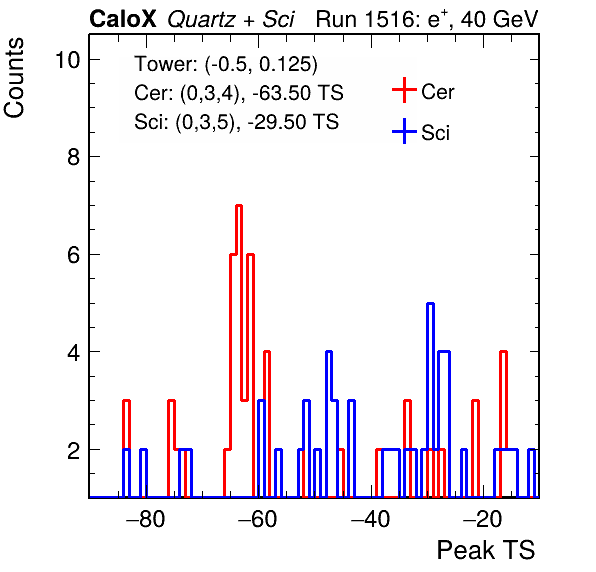 CaloX Quartz + Sci Run 1516: e⁺, 40 GeV
Counts
Tower: (-0.5, 0.125)
Cer: (0,3,4), -63.50 TS
Sci: (0,3,5), -29.50 TS
Cer
Sci
10
8
6
4
2
−80 −60 −40 −20
Peak TS